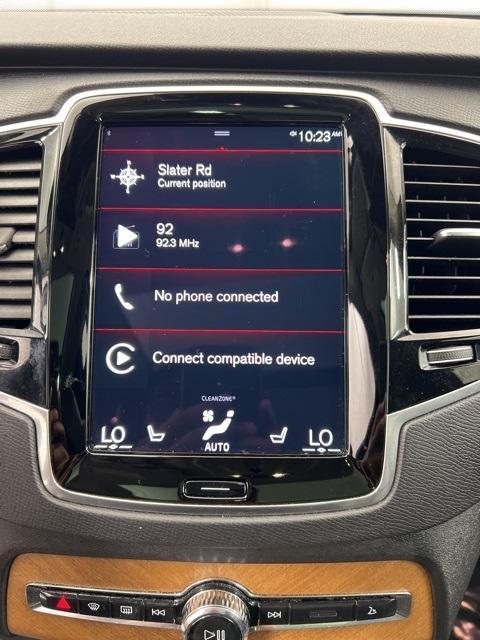 10:23 AM
Slater Rd
Current position
92
92.3 MHz
No phone connected
Connect compatible device
CLEANZONE®
LO AUTO LO